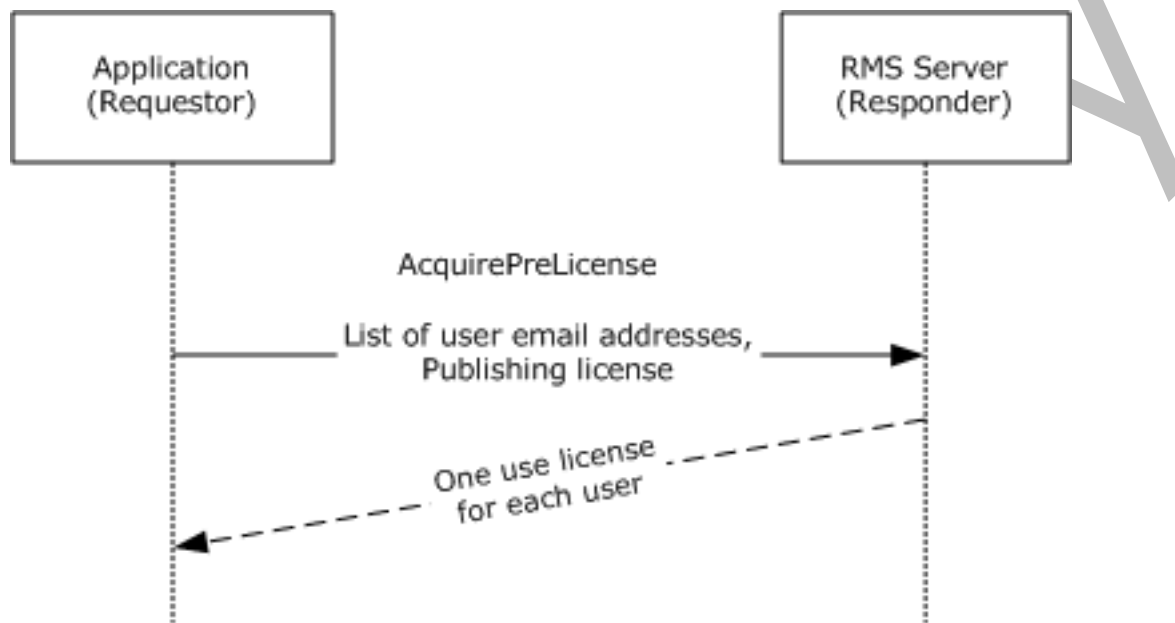 Application
(Requestor)
RMS Server
(Responder)
AcquirePreLicense
List of user email addresses,
Publishing license
One use license
for each user